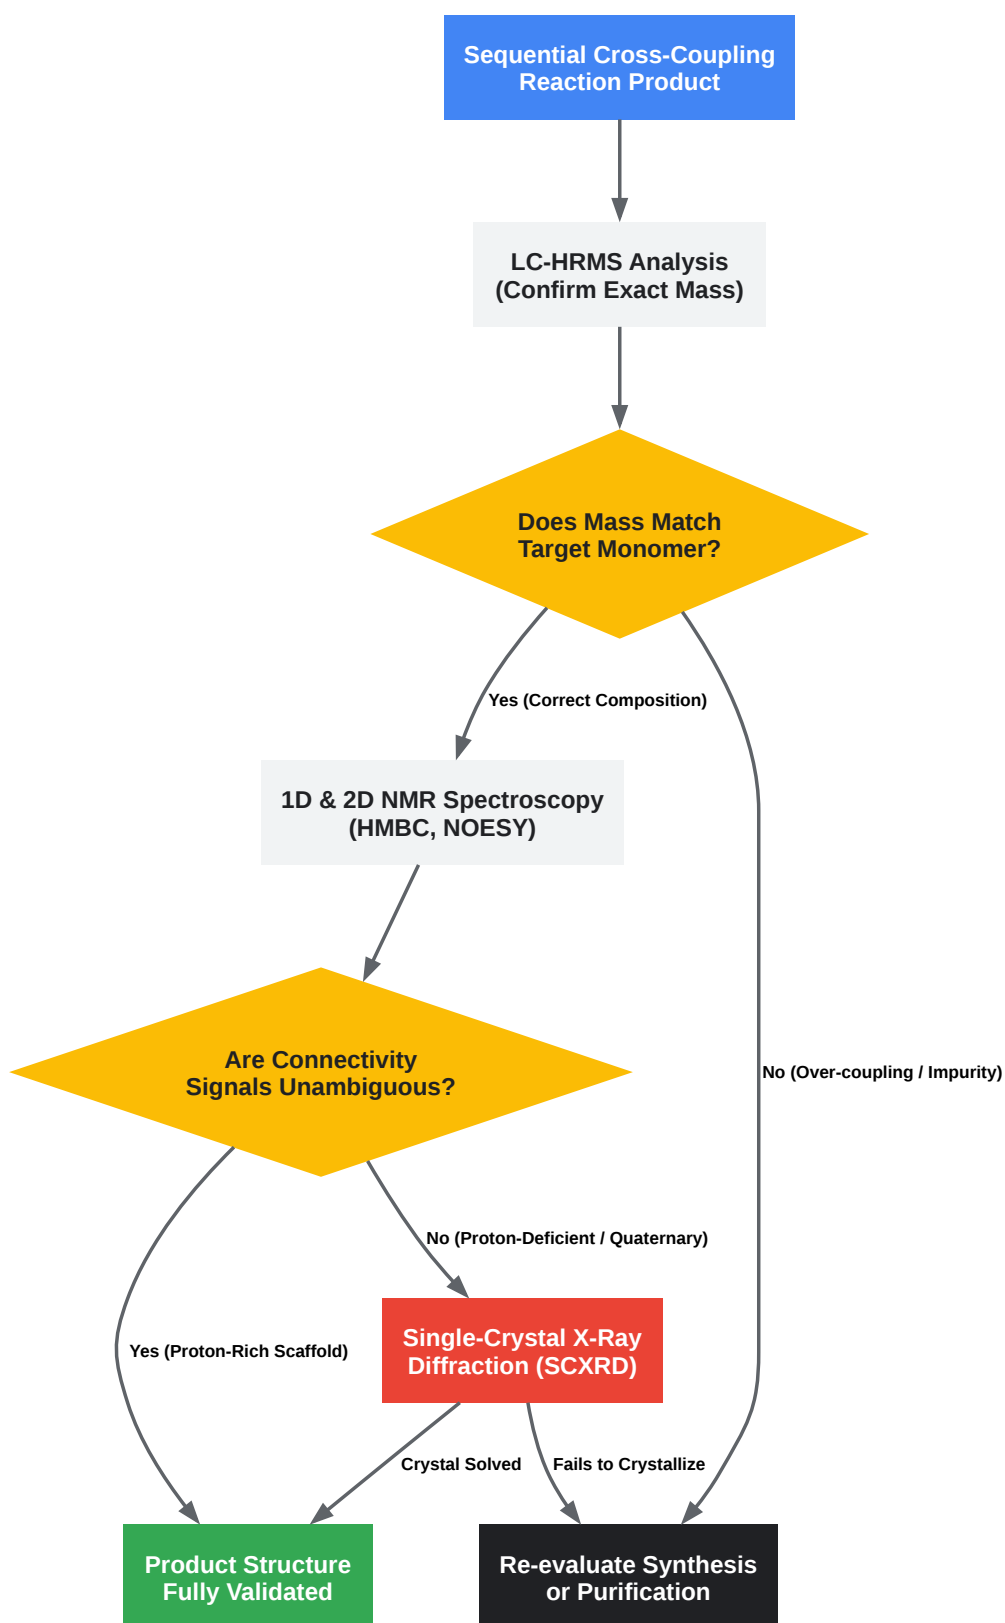 Sequential Cross-Coupling
Reaction Product
LC-HRMS Analysis
(Confirm Exact Mass)
Does Mass Match
Target Monomer?
Yes (Correct Composition)
1D & 2D NMR Spectroscopy
(HMBC, NOESY)
Are Connectivity
Signals Unambiguous?
No (Over-coupling / Impurity)
No (Proton-Deficient / Quaternary)
Single-Crystal X-Ray
Diffraction (SCXRD)
Yes (Proton-Rich Scaffold)
Crystal Solved
Fails to Crystallize
Product Structure
Fully Validated
Re-evaluate Synthesis
or Purification